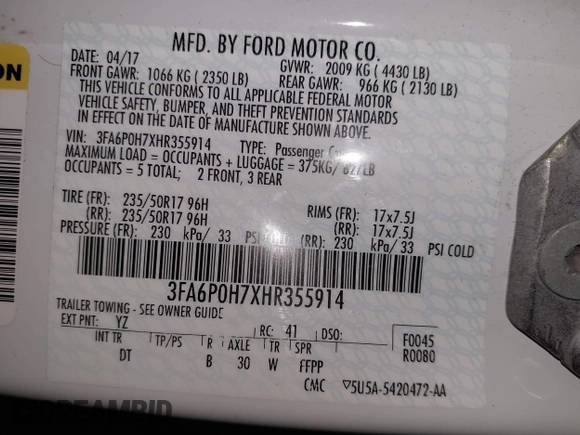 MFD. BY FORD MOTOR CO.
DATE: 04/17 GVWR: 2009 KG ( 4430 LB)
FRONT GAWR: 1066 KG ( 2350 LB) REAR GAWR: 966 KG ( 2130 LB)
THIS VEHICLE CONFORMS TO ALL APPLICABLE FEDERAL MOTOR
VEHICLE SAFETY, BUMPER, AND THEFT PREVENTION STANDARDS
IN EFFECT ON THE DATE OF MANUFACTURE SHOWN ABOVE.
VIN: 3FA6P0H7XHR355914 TYPE: Passenger
MAXIMUM LOAD = OCCUPANTS + LUGGAGE = 375KG/ 827LB
OCCUPANTS = 5 TOTAL; 2 FRONT, 3 REAR
TIRE (FR): 235/50R17 96H RIMS (FR): 17x7.5J
(RR): 235/50R17 96H (RR): 17x7.5J
PRESSURE (FR): 230 kPa/ 33 PSI COLD (RR): 230 kPa/ 33 PSI COLD
3FA6P0H7XHR355914
TRAILER TOWING - SEE OWNER GUIDE
EXT PNT: YZ RC: 41 DSO: F0045
R0080
INT TR TP/PS R AXLE TR SPR
DT B 30 W FFPP
CMC ▽5U5A-5420472-AA